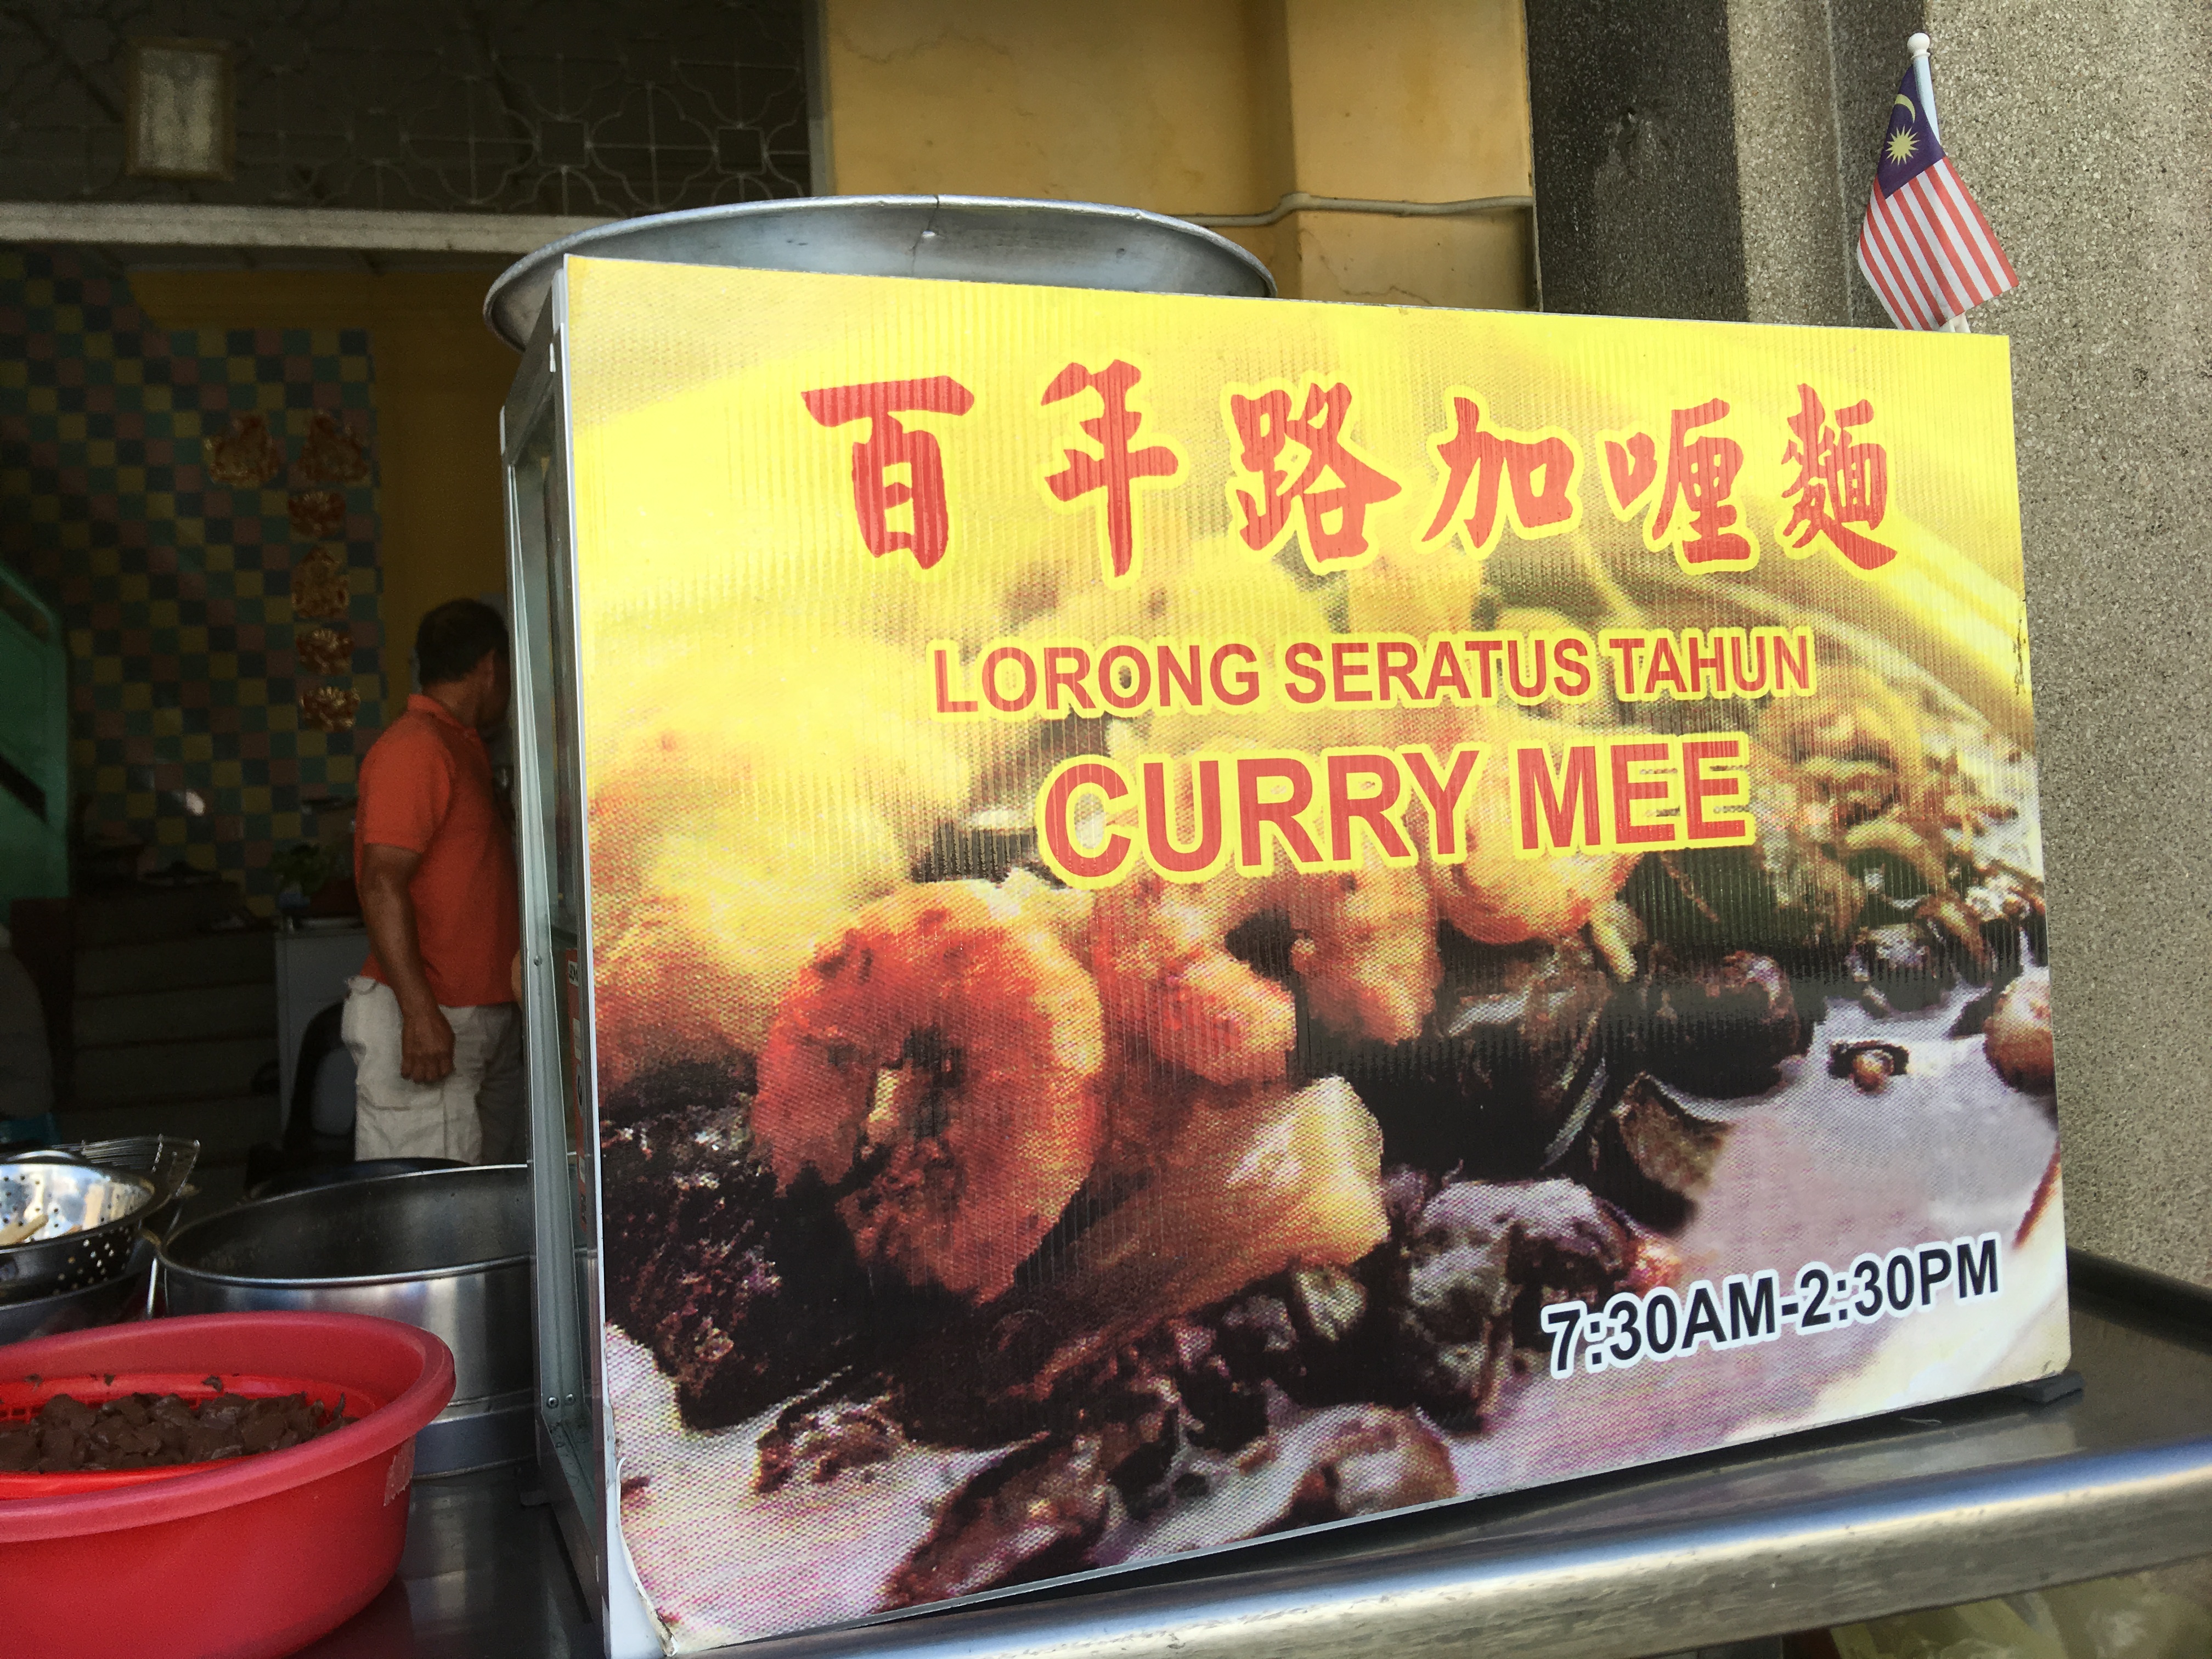 百年路加喱麵
LORONG SERATUS TAHUN
CURRY MEE
7:30AM-2:30PM